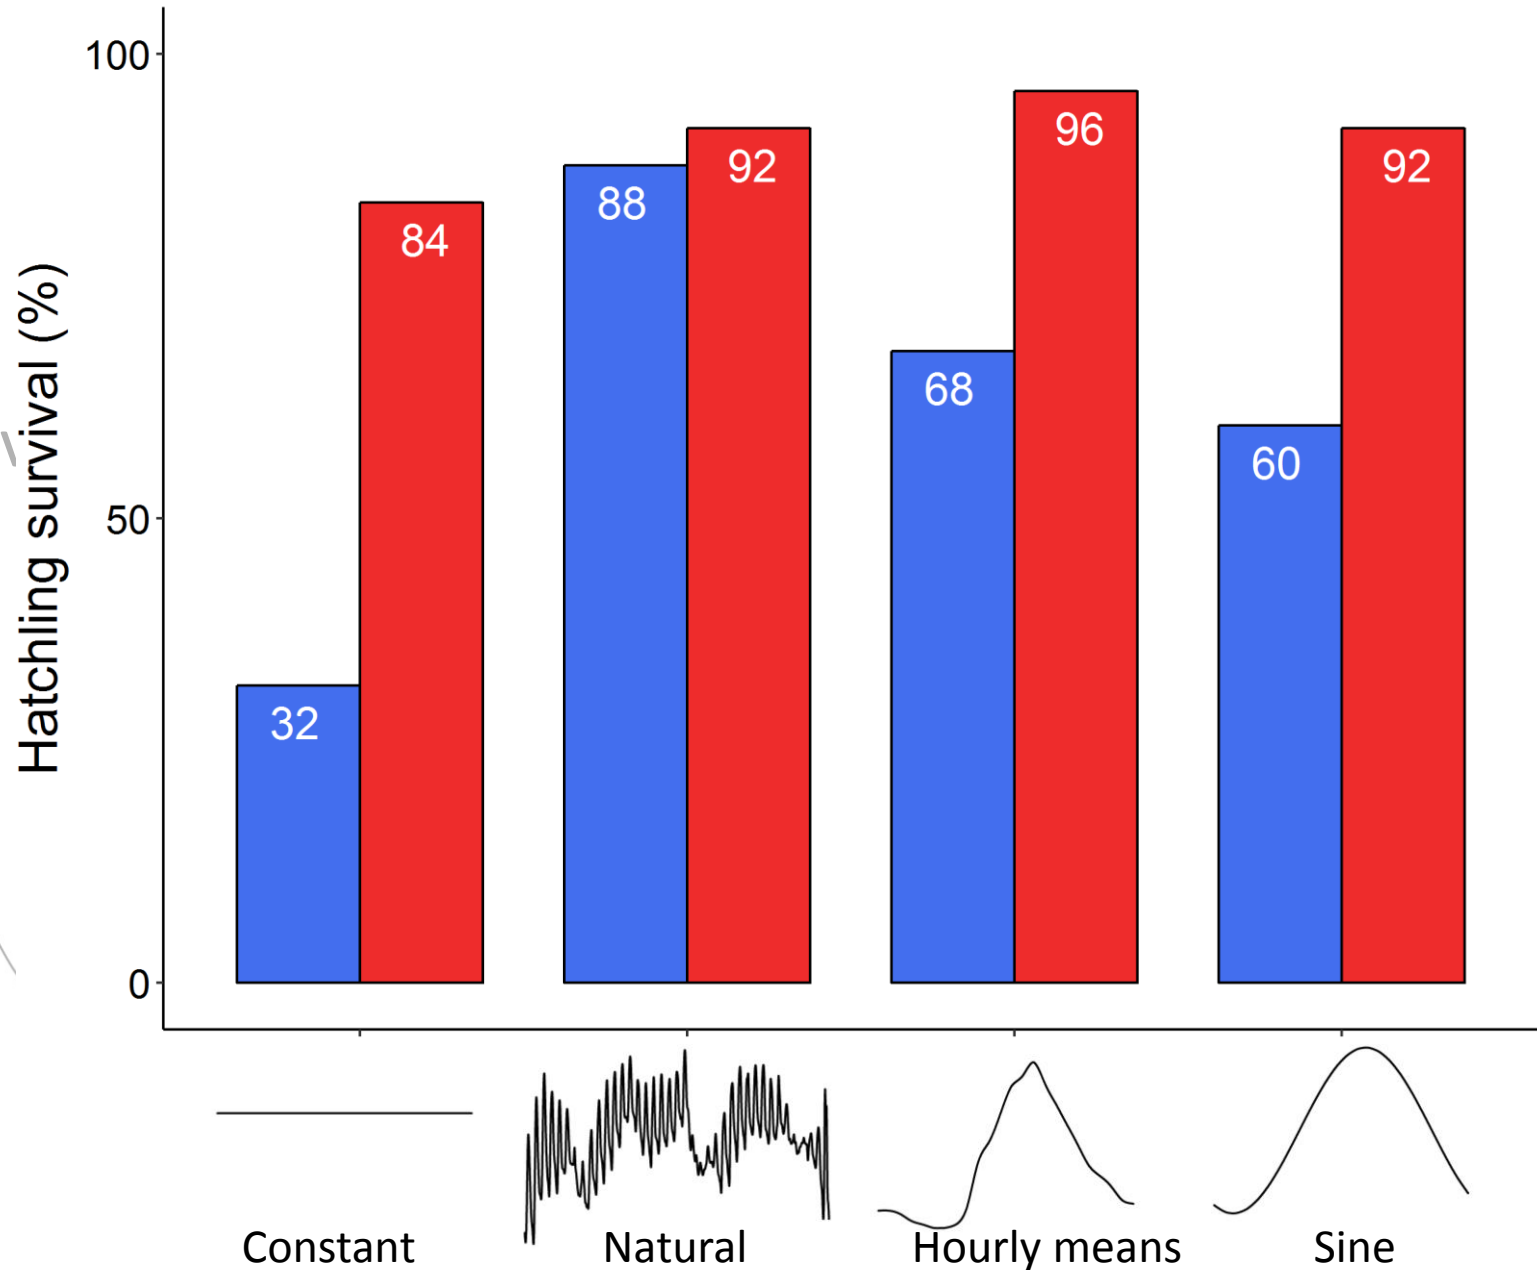 Hatchling survival (%)
100
50
0
32
84
88
92
68
96
60
92
Constant
Natural
Hourly means
Sine